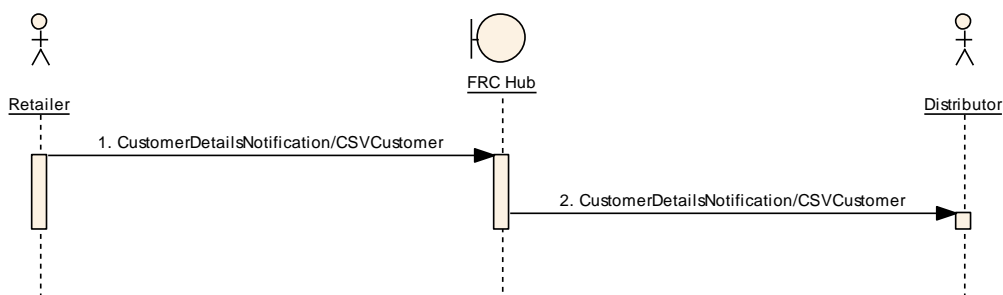 FRC Hub
Retailer
Distributor
1. CustomerDetailsNotification/CSVCustomer
2. CustomerDetailsNotification/CSVCustomer